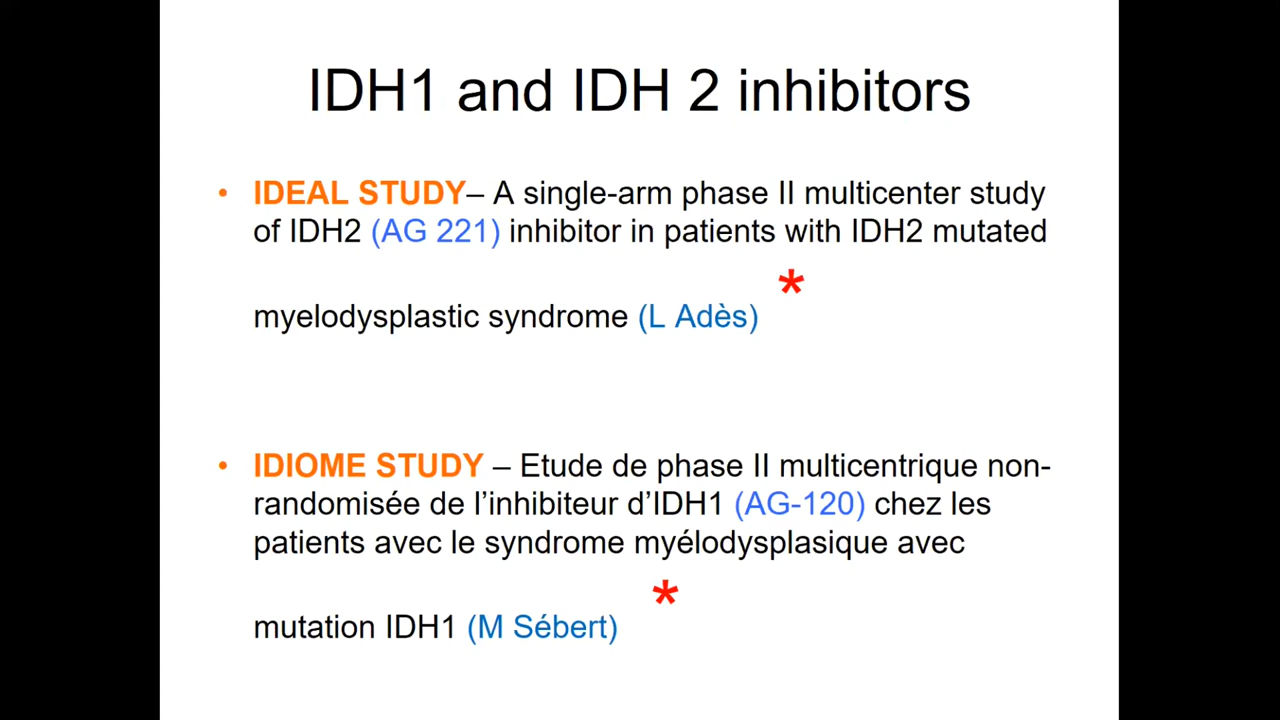 IDH1 and IDH 2 inhibitors
• IDEAL STUDY– A single-arm phase II multicenter study
of IDH2 (AG 221) inhibitor in patients with IDH2 mutated
myelodysplastic syndrome (L Adès) *
• IDIOME STUDY – Etude de phase II multicentrique non-
randomisée de l’inhibiteur d’IDH1 (AG-120) chez les
patients avec le syndrome myélodysplasique avec
mutation IDH1 (M Sébert) *